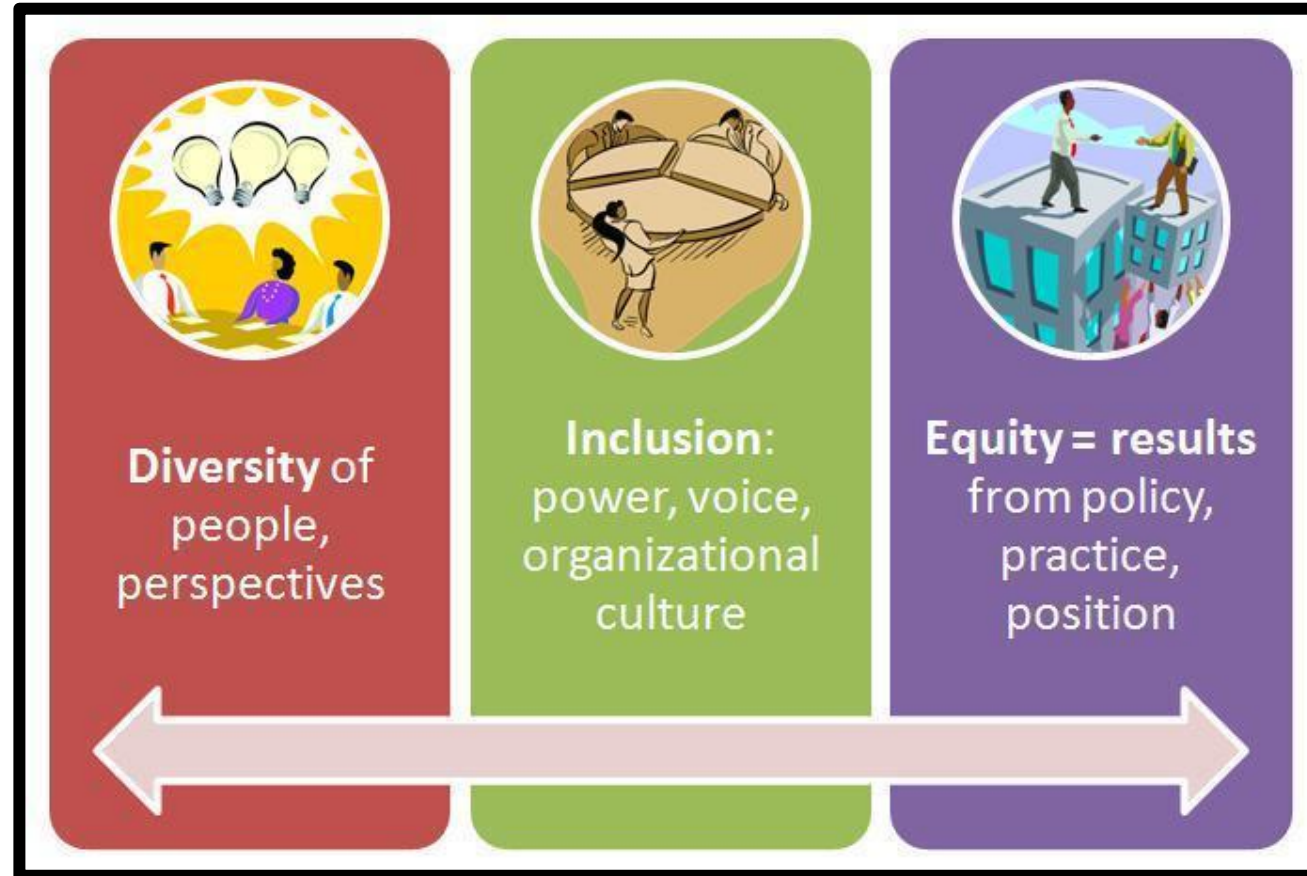 Diversity of
people,
perspectives
Inclusion:
power, voice,
organizational
culture
Equity = results
from policy,
practice,
position